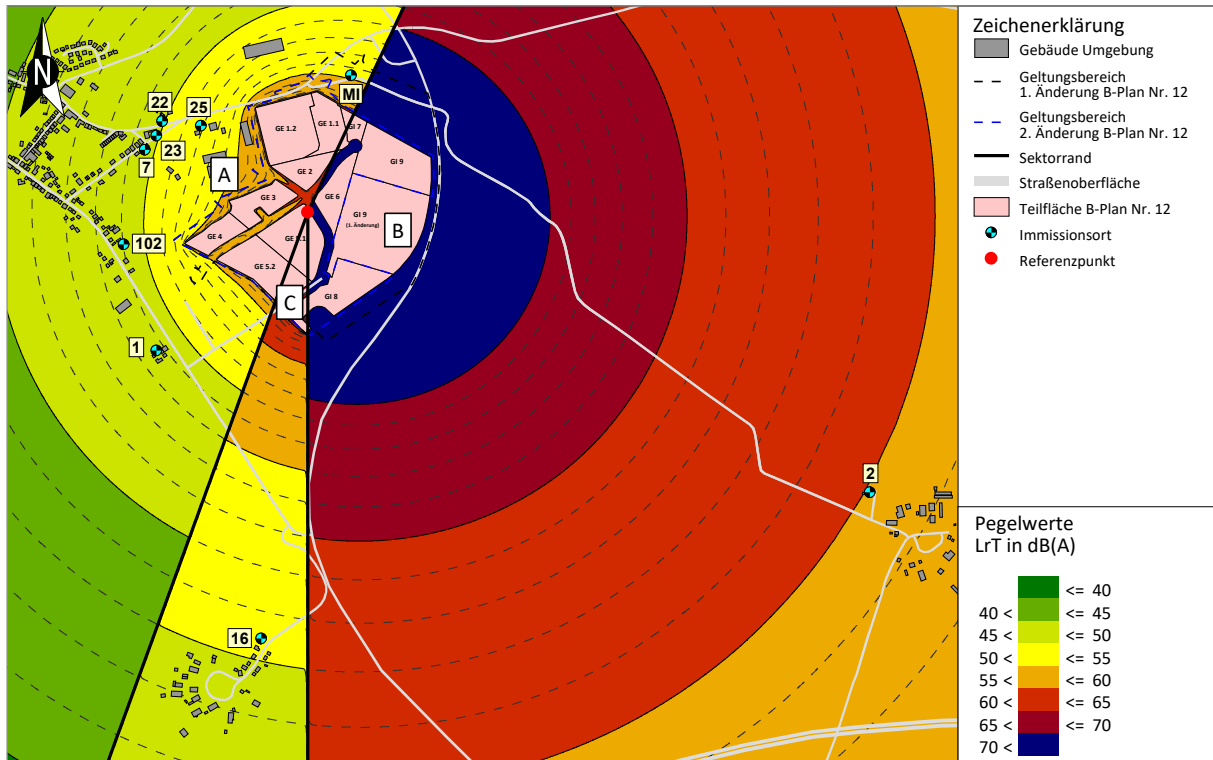 N
22
25
7
23
MI
102
1
16
2
A
B
C
GE 1.2
GE 1.1
GI 7
GE 2
GI 9
GE 3
GE 6
GI 9
(1. Änderung)
GE 4
GE 5.2
GI 8
Zeichenerklärung
Gebäude Umgebung
Geltungsbereich
1. Änderung B-Plan Nr. 12
Geltungsbereich
2. Änderung B-Plan Nr. 12
Sektorrand
Straßenoberfläche
Teilfläche B-Plan Nr. 12
Immissionsort
Referenzpunkt
Pegelwerte
LrT in dB(A)
<= 40
40 < <= 45
45 < <= 50
50 < <= 55
55 < <= 60
60 < <= 65
65 < <= 70
70 <